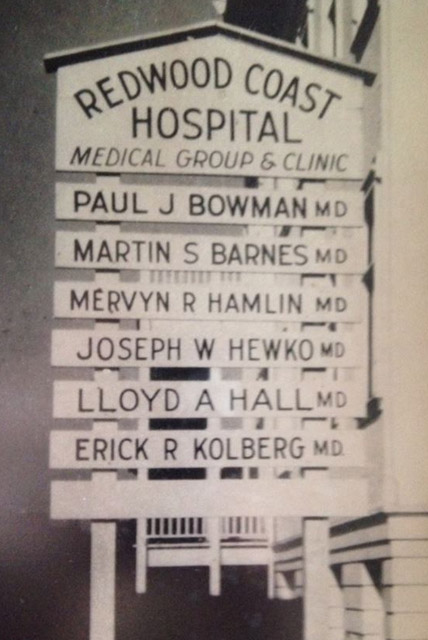 REDWOOD COAST
HOSPITAL
MEDICAL GROUP & CLINIC
PAUL J BOWMAN MD
MARTIN S BARNES MD
MERVYN R HAMLIN MD
JOSEPH W HEWKO MD
LLOYD A HALL MD
ERICK R KOLBERG M.D.